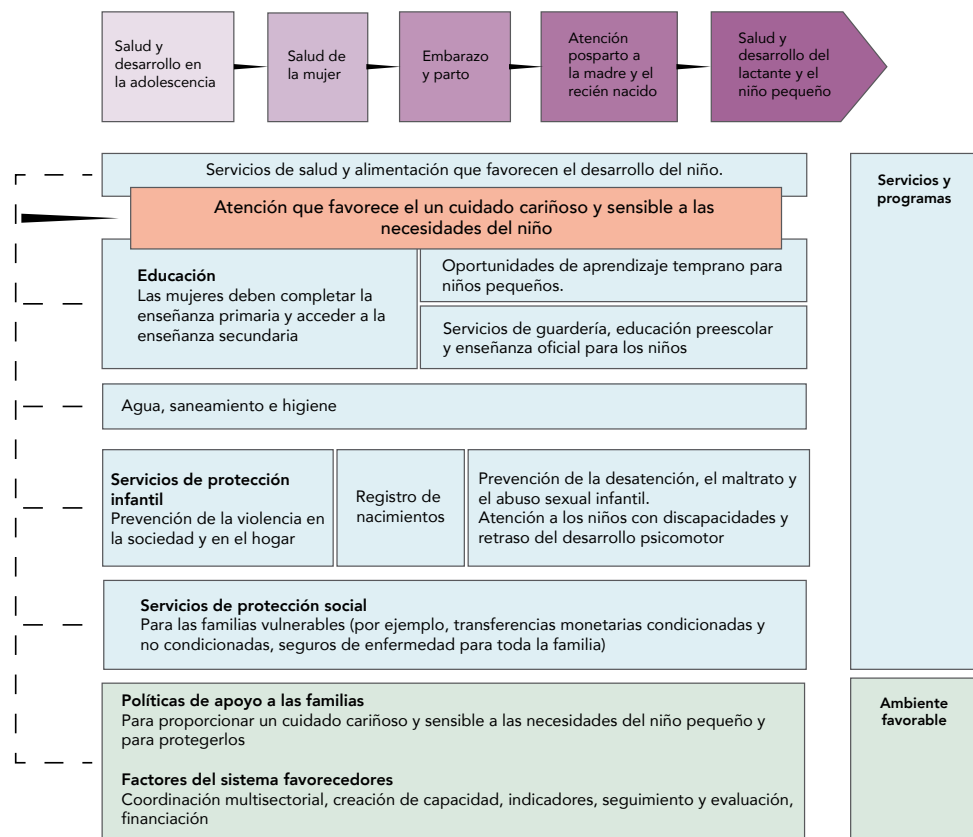 Salud y
desarrollo en
la adolescencia
Salud de
la mujer
Embarazo
y parto
Atención
posparto a
la madre y el
recién nacido
Salud y
desarrollo del
lactante y el
niño pequeño
Servicios de salud y alimentación que favorecen el desarrollo del niño.
Servicios y
programas
Atención que favorece el un cuidado cariñoso y sensible a las
necesidades del niño
Educación
Las mujeres deben completar la
enseñanza primaria y acceder a la
enseñanza secundaria
Oportunidades de aprendizaje temprano para
niños pequeños.
Servicios de guardería, educación preescolar
y enseñanza oficial para los niños
Agua, saneamiento e higiene
Servicios de protección
infantil
Prevención de la violencia en
la sociedad y en el hogar
Registro de
nacimientos
Prevención de la desatención, el maltrato y
el abuso sexual infantil.
Atención a los niños con discapacidades y
retraso del desarrollo psicomotor
Servicios de protección social
Para las familias vulnerables (por ejemplo, transferencias monetarias condicionadas y
no condicionadas, seguros de enfermedad para toda la familia)
Políticas de apoyo a las familias
Para proporcionar un cuidado cariñoso y sensible a las necesidades del niño pequeño y
para protegerlos
Ambiente
favorable
Factores del sistema favorecedores
Coordinación multisectorial, creación de capacidad, indicadores, seguimiento y evaluación,
financiación